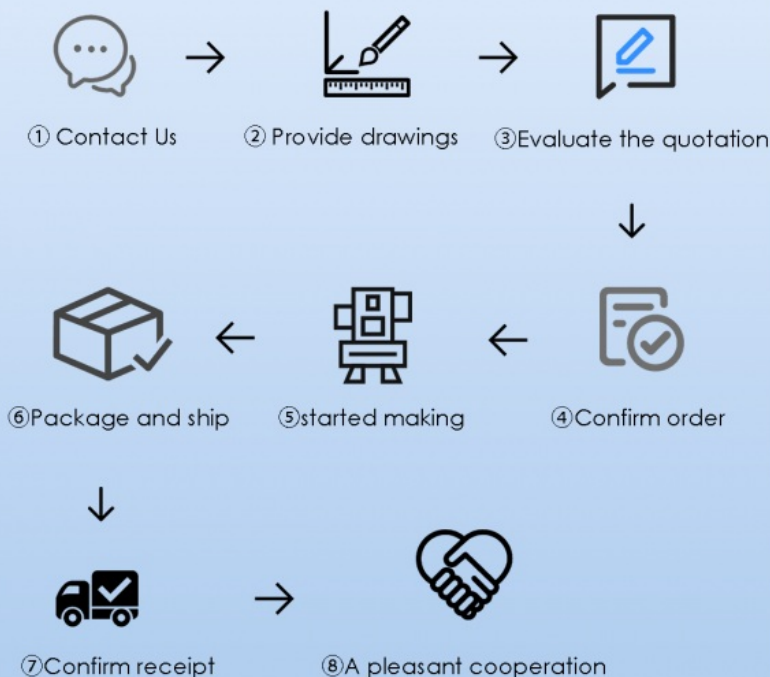 ① Contact Us
② Provide drawings
③Evaluate the quotation
④Confirm order
⑤started making
⑥Package and ship
⑦Confirm receipt
⑧A pleasant cooperation